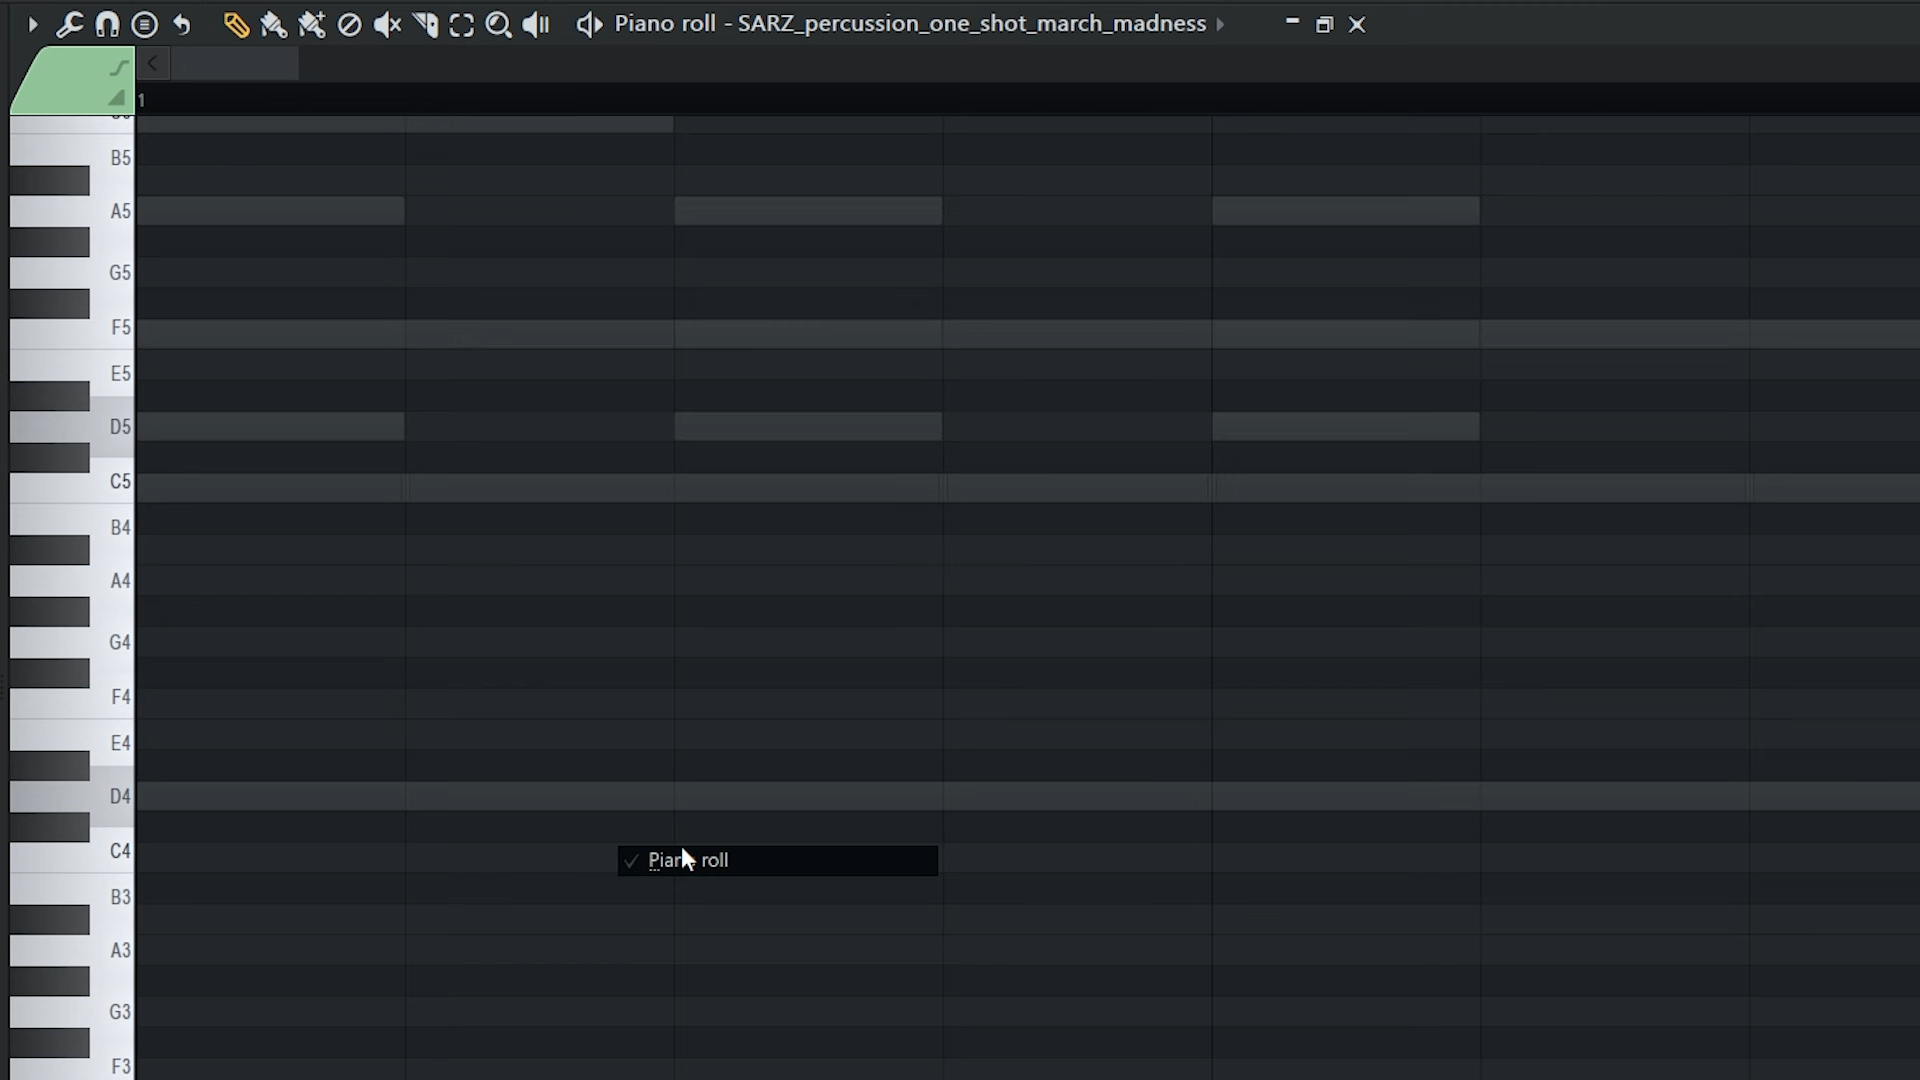 Piano roll - SARZ_percussion_one_shot_march_madness
1
B5
A5
G5
F5
E5
D5
C5
B4
A4
G4
F4
E4
D4
C4
Piano roll
B3
A3
G3
F3